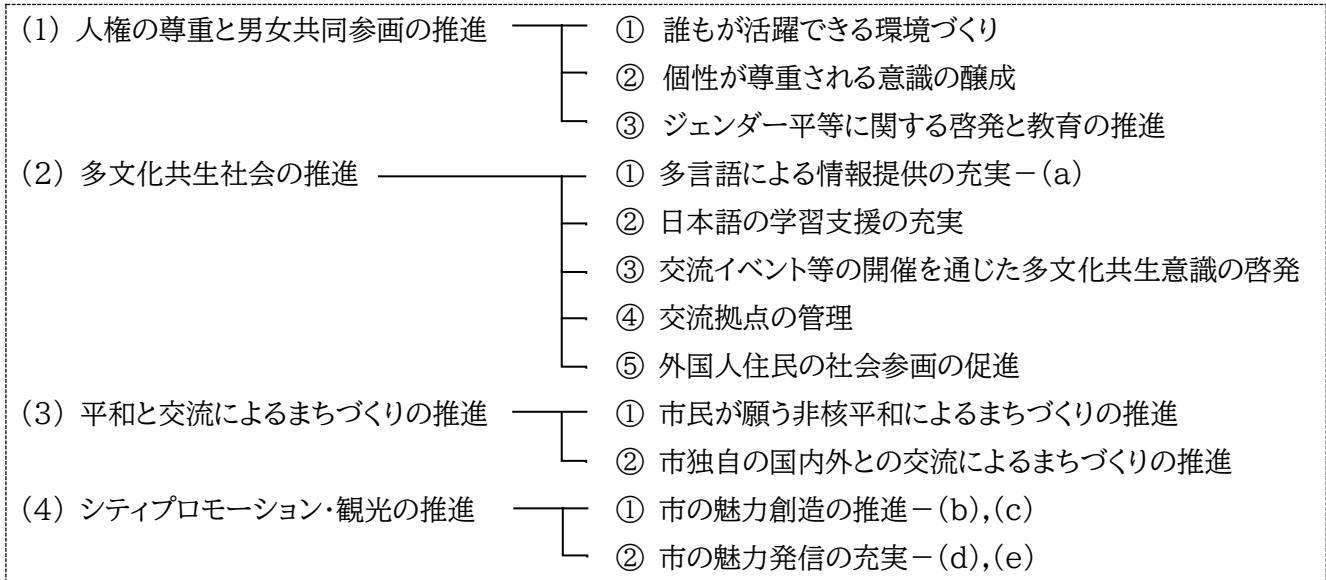 (1) 人権の尊重と男女共同参画の推進 ① 誰もが活躍できる環境づくり
② 個性が尊重される意識の醸成
③ ジェンダー平等に関する啓発と教育の推進
(2) 多文化共生社会の推進 ① 多言語による情報提供の充実－(a)
② 日本語の学習支援の充実
③ 交流イベント等の開催を通じた多文化共生意識の啓発
④ 交流拠点の管理
⑤ 外国人住民の社会参画の促進
(3) 平和と交流によるまちづくりの推進 ① 市民が願う非核平和によるまちづくりの推進
② 市独自の国内外との交流によるまちづくりの推進
(4) シティプロモーション・観光の推進 ① 市の魅力創造の推進－(b),(c)
② 市の魅力発信の充実－(d),(e)